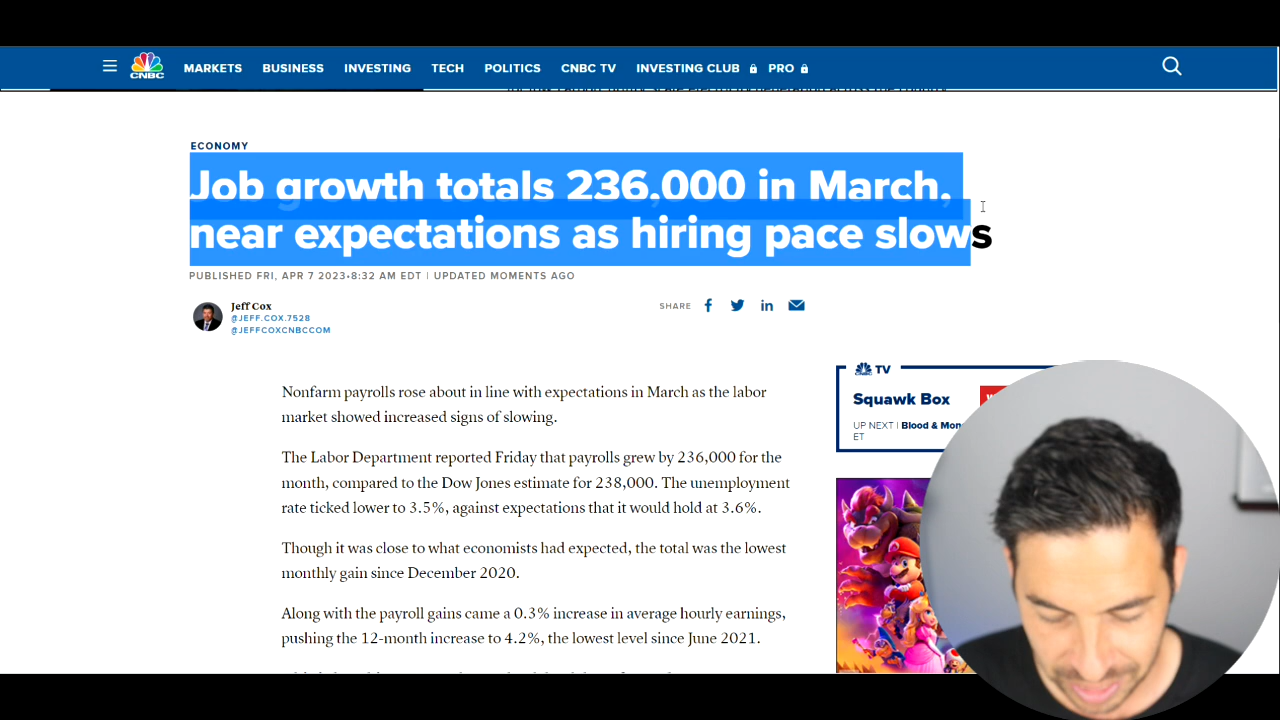 CNBC
MARKETS BUSINESS INVESTING TECH POLITICS CNBC TV INVESTING CLUB PRO
ECONOMY
Job growth totals 236,000 in March,
near expectations as hiring pace slows
PUBLISHED FRI, APR 7 2023•8:32 AM EDT | UPDATED MOMENTS AGO
Jeff Cox
@JEFF.COX.7528
@JEFFCOXCNBCCOM
SHARE
Nonfarm payrolls rose about in line with expectations in March as the labor
market showed increased signs of slowing.
The Labor Department reported Friday that payrolls grew by 236,000 for the
month, compared to the Dow Jones estimate for 238,000. The unemployment
rate ticked lower to 3.5%, against expectations that it would hold at 3.6%.
Though it was close to what economists had expected, the total was the lowest
monthly gain since December 2020.
Along with the payroll gains came a 0.3% increase in average hourly earnings,
pushing the 12-month increase to 4.2%, the lowest level since June 2021.
TV
Squawk Box
UP NEXT | Blood & Mon
ET